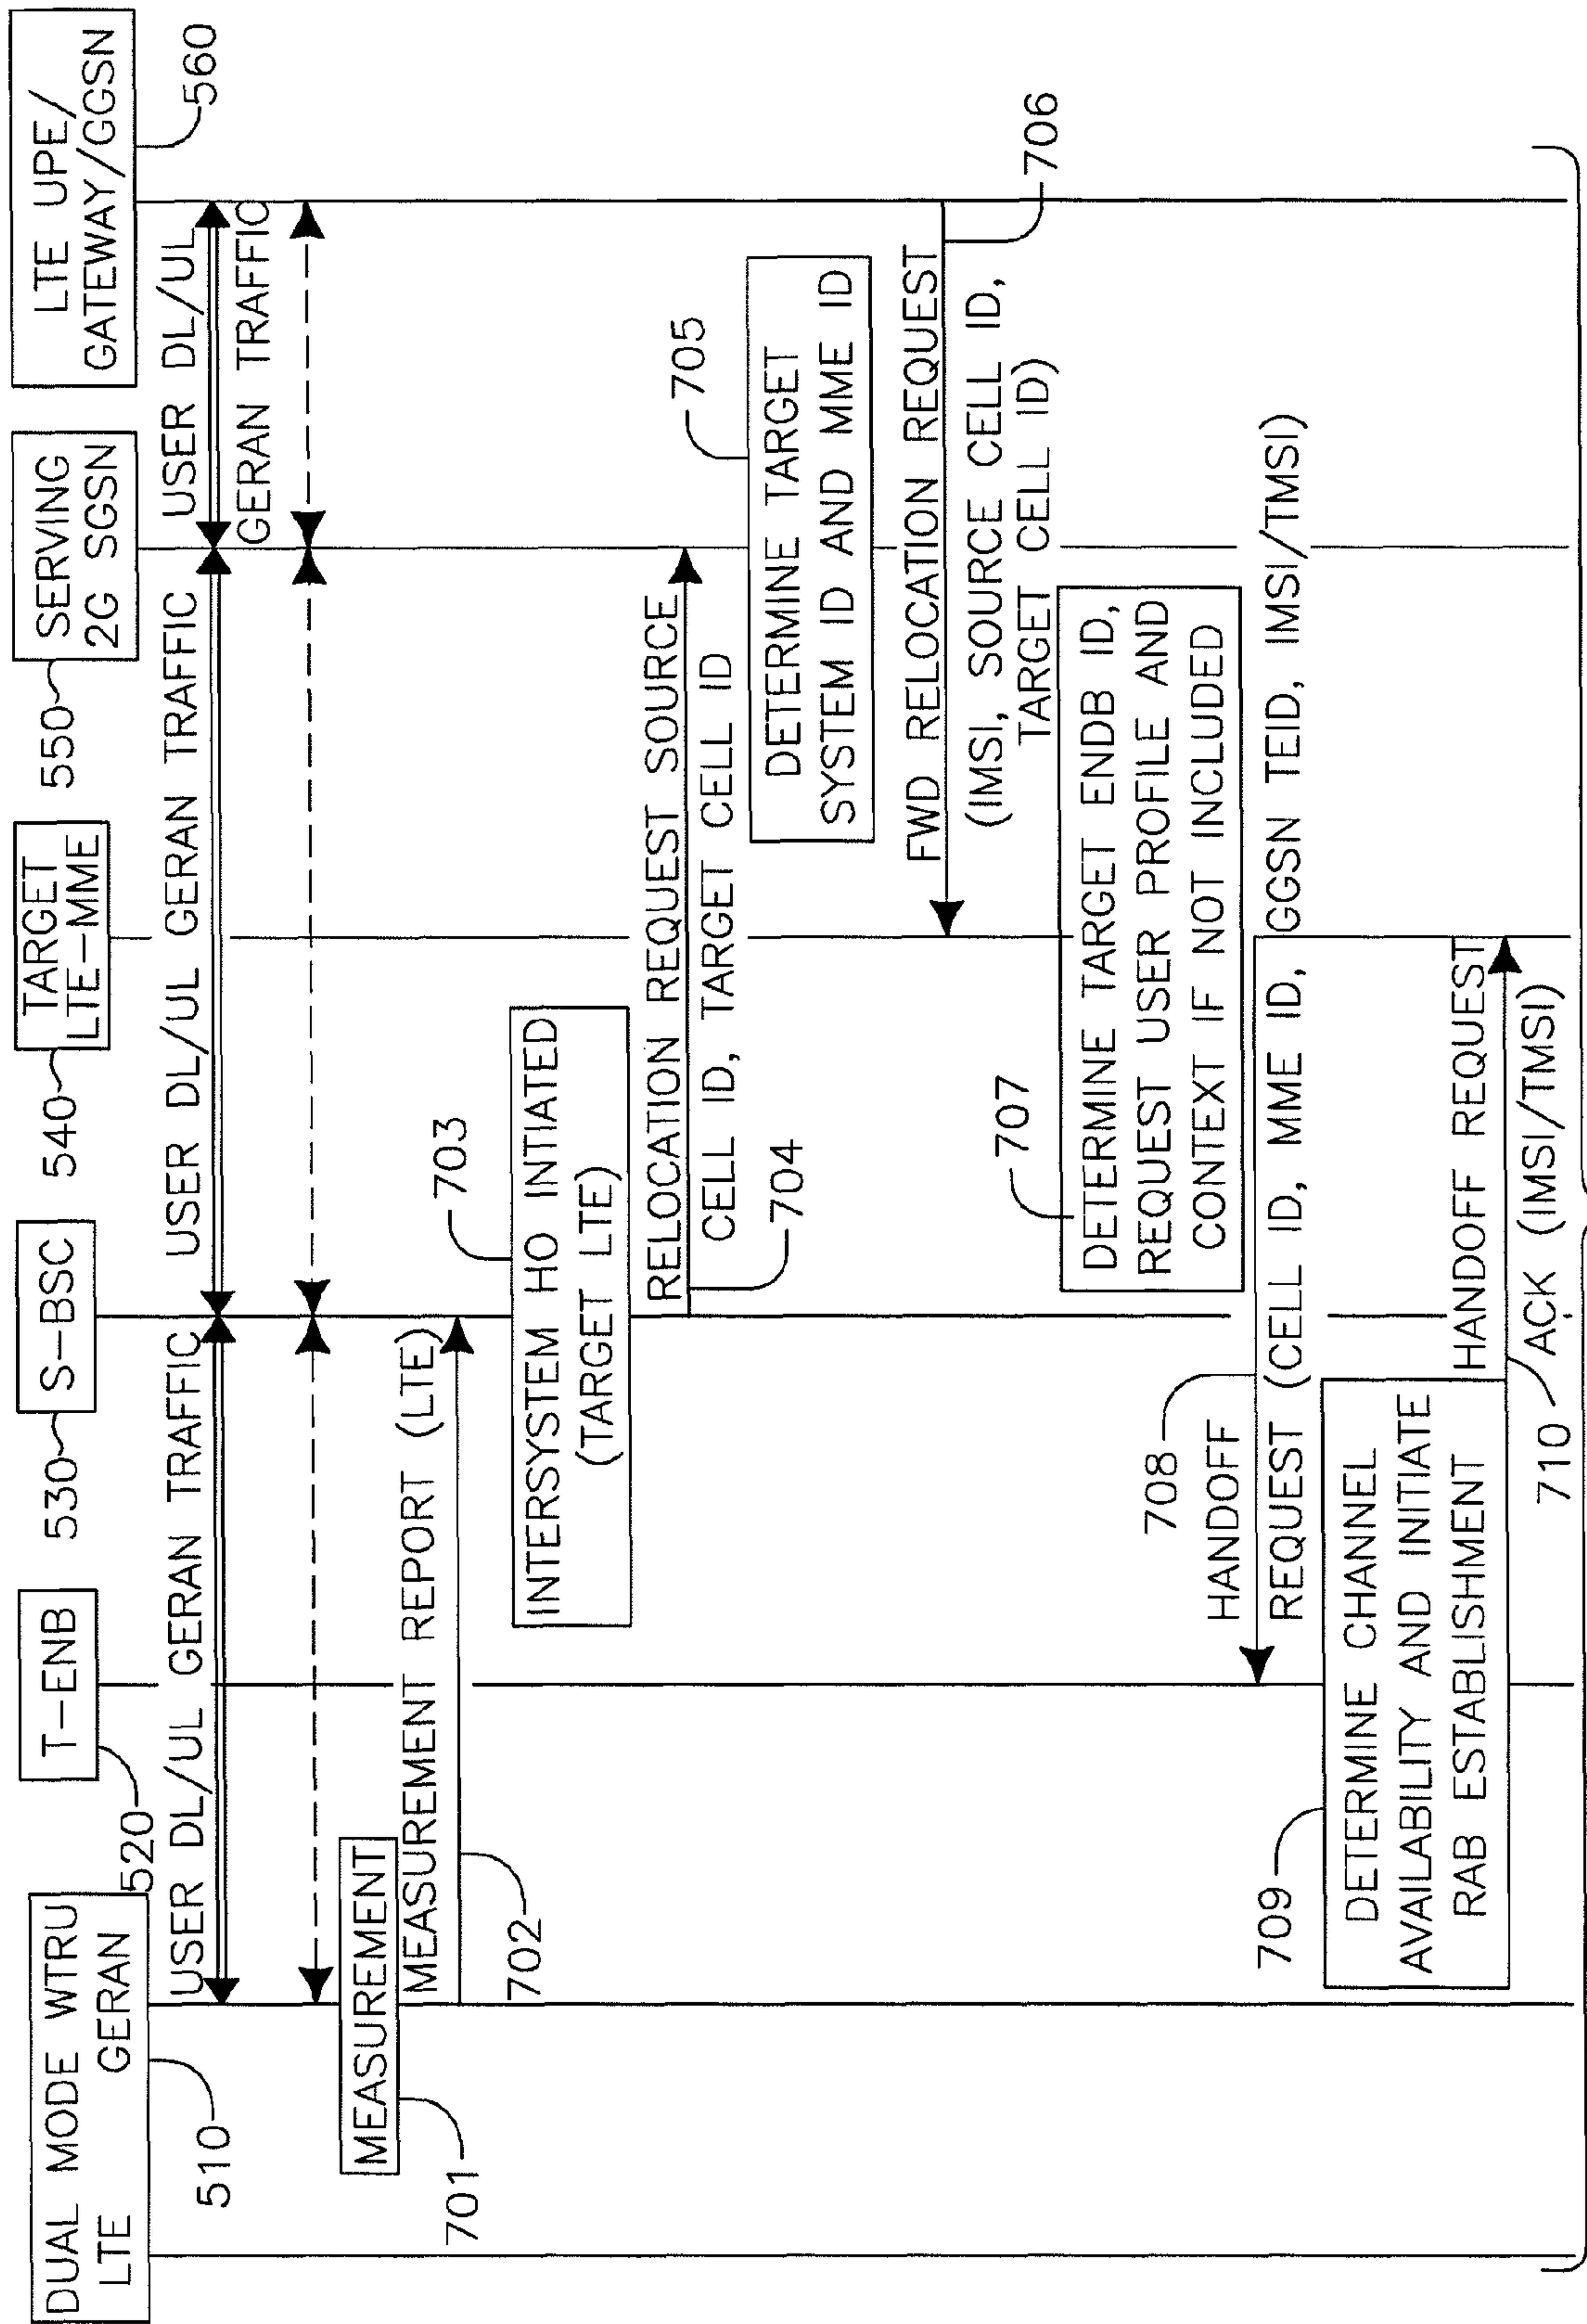 DUAL MODE WTRU
LTE GERAN
510
T-ENB
520
S-BSC
530
TARGET
LTE-MME
540
SERVING
2G SGSN
550
LTE UPE/
GATEWAY/GGSN
560
USER DL/UL GERAN TRAFFIC
USER DL/UL GERAN TRAFFIC
USER DL/UL
GERAN TRAFFIC
MEASUREMENT
701
MEASUREMENT REPORT (LTE)
702
703
INTERSYSTEM HO INTIATED
(TARGET LTE)
RELOCATION REQUEST SOURCE
CELL ID, TARGET CELL ID
704
705
DETERMINE TARGET
SYSTEM ID AND MME ID
FWD RELOCATION REQUEST
(IMSI, SOURCE CELL ID,
TARGET CELL ID)
706
707
DETERMINE TARGET ENDB ID,
REQUEST USER PROFILE AND
CONTEXT IF NOT INCLUDED
708
HANDOFF
REQUEST (CELL ID, MME ID, GGSN TEID, IMSI/TMSI)
709
DETERMINE CHANNEL
AVAILABILITY AND INITIATE
RAB ESTABLISHMENT
HANDOFF REQUEST
ACK (IMSI/TMSI)
710